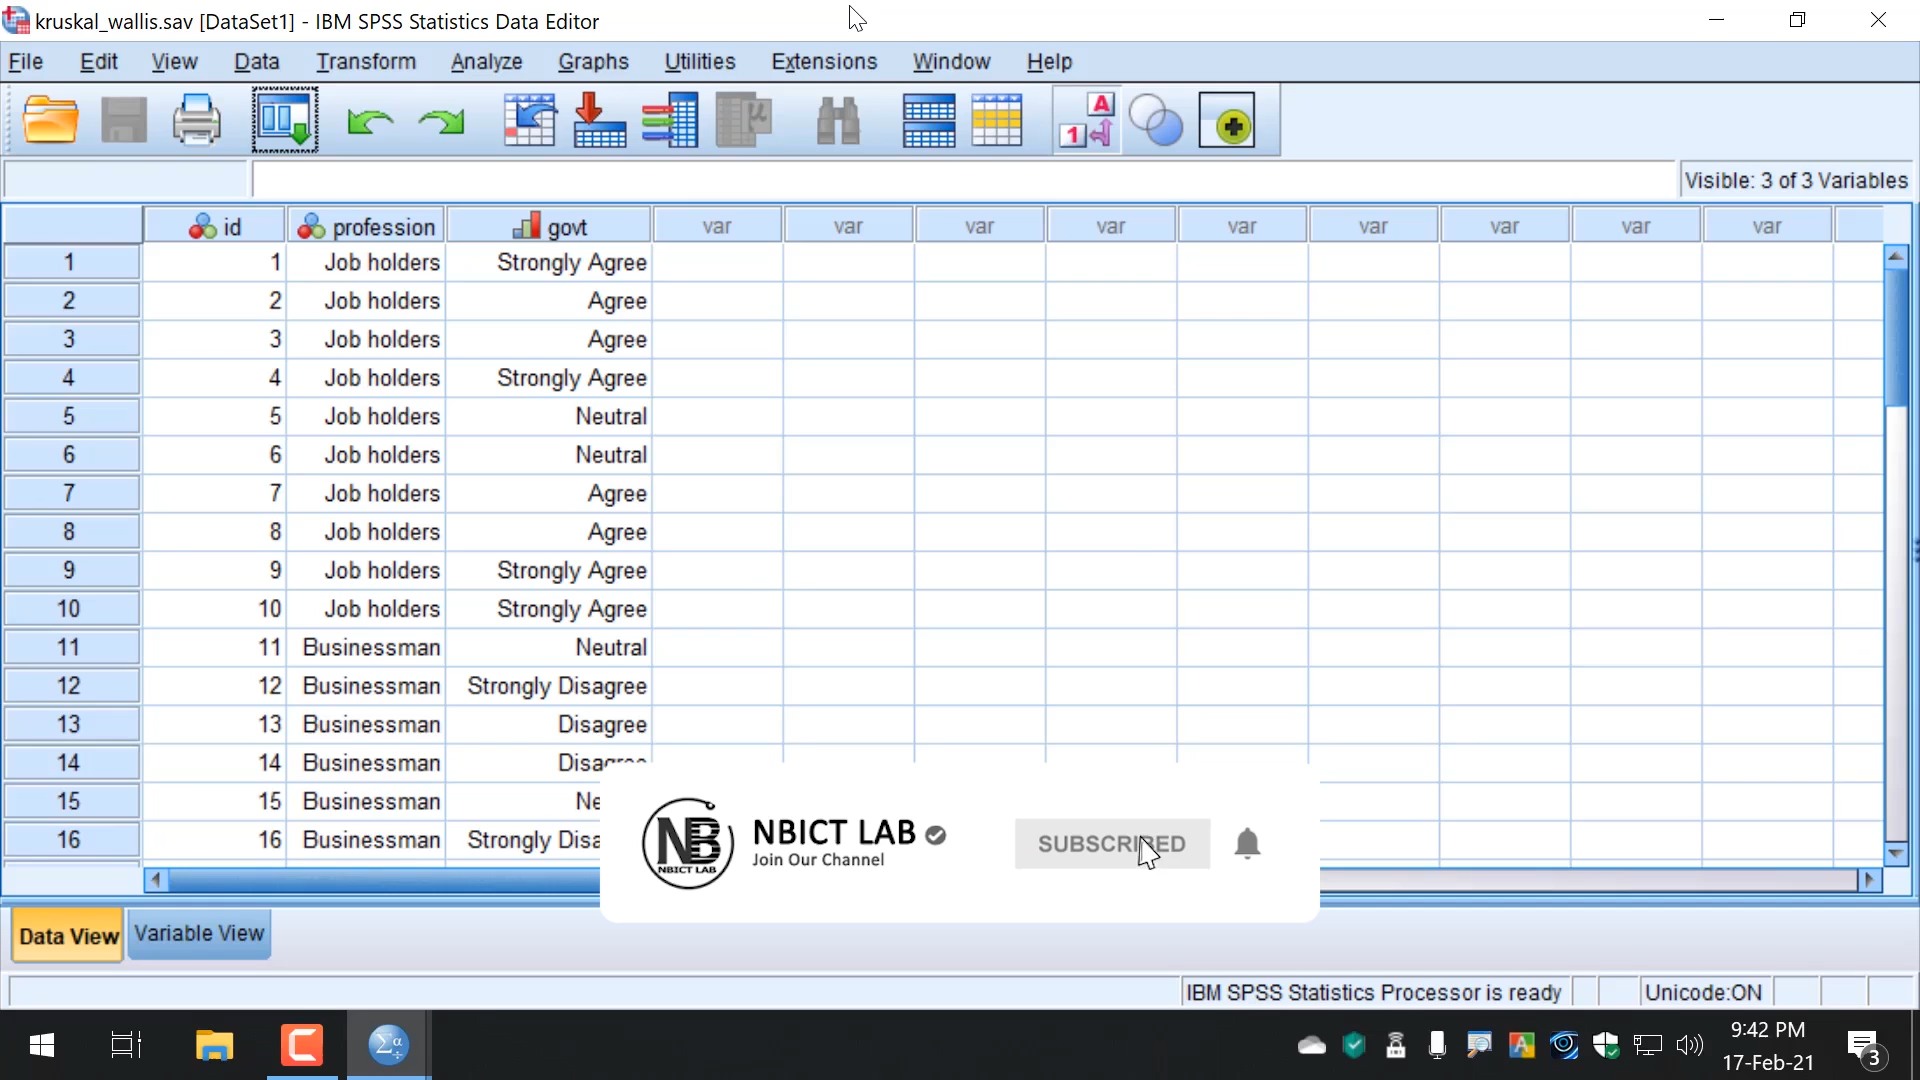 kruskal_wallis.sav [DataSet1] - IBM SPSS Statistics Data Editor
File Edit View Data Transform Analyze Graphs Utilities Extensions Window Help
Visible: 3 of 3 Variables
id profession govt var var var var var var var var var
1 1 Job holders Strongly Agree
2 2 Job holders Agree
3 3 Job holders Agree
4 4 Job holders Strongly Agree
5 5 Job holders Neutral
6 6 Job holders Neutral
7 7 Job holders Agree
8 8 Job holders Agree
9 9 Job holders Strongly Agree
10 10 Job holders Strongly Agree
11 11 Businessman Neutral
12 12 Businessman Strongly Disagree
13 13 Businessman Disagree
14 14 Businessman Disagree
15 15 Businessman Ne
16 16 Businessman Strongly Disa
NBICT LAB
NBICT LAB
Join Our Channel
SUBSCRIBED
Data View Variable View
IBM SPSS Statistics Processor is ready Unicode:ON
9:42 PM
17-Feb-21
3